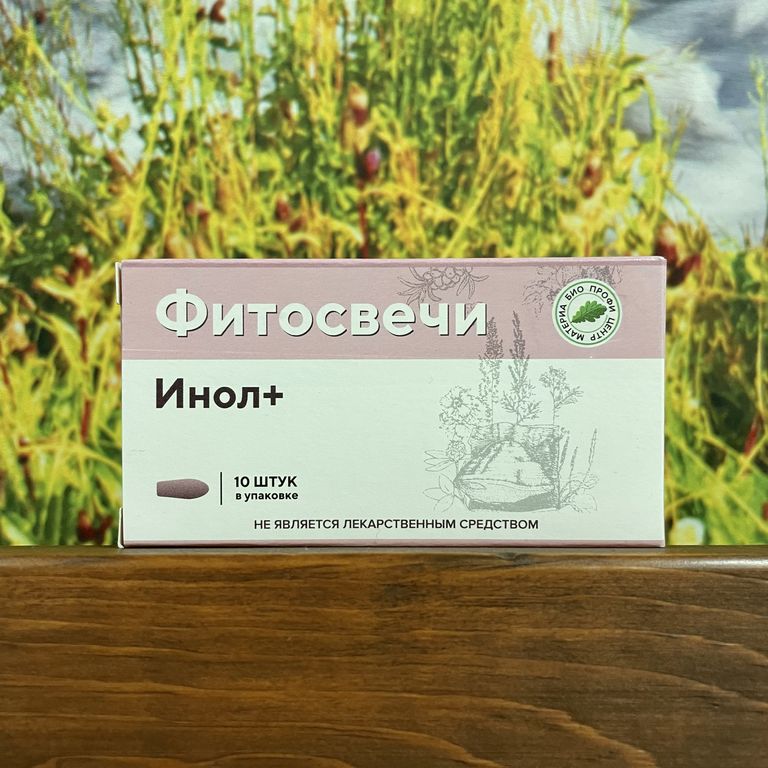 Фитосвечи
МАТЕРИА БИО ПРОФИ ЦЕНТР
Инол+
10 ШТУК
в упаковке
НЕ ЯВЛЯЕТСЯ ЛЕКАРСТВЕННЫМ СРЕДСТВОМ